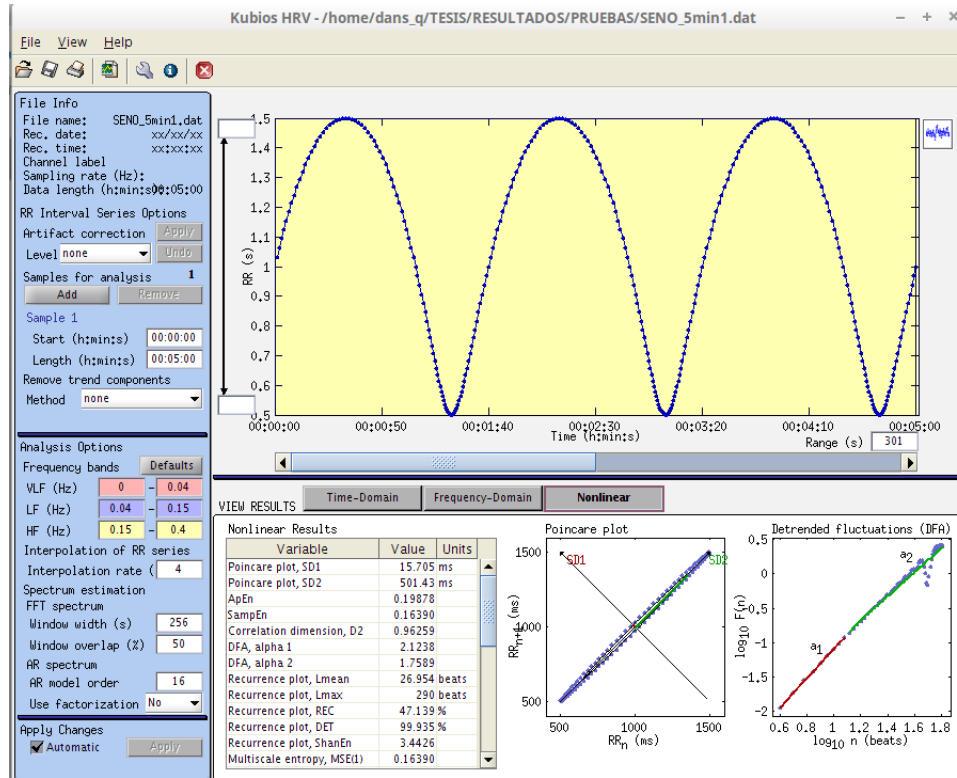 Kubios HRV - /home/dans_q/TESIS/RESULTADOS/PRUEBAS/SENO_5min1.dat
File View Help
File Info
File name: SENO_5min1.dat
Rec. date: xx/xx/xx
Rec. time: xx:xx:xx
Channel label
Sampling rate (Hz):
Data length (h:min:s) 00:05:00
RR Interval Series Options
Artifact correction Apply
Level none Undo
Samples for analysis 1
Add Remove
Sample 1
Start (h:min:s) 00:00:00
Length (h:min:s) 00:05:00
Remove trend components
Method none
Analysis Options
Frequency bands Defaults
VLF (Hz) 0 - 0.04
LF (Hz) 0.04 - 0.15
HF (Hz) 0.15 - 0.4
Interpolation of RR series
Interpolation rate ( 4
Spectrum estimation
FFT spectrum
Window width (s) 256
Window overlap (%) 50
AR spectrum
AR model order 16
Use factorization No
Apply Changes
Automatic Apply
1.5
1.4
1.3
1.2
1.1
1
0.9
0.8
0.7
0.6
0.5
RR (s)
00:00:00 00:00:50 00:01:40 00:02:30 00:03:20 00:04:10 00:05:00
Time (h:min:s)
Range (s) 301
VIEW RESULTS Time-Domain Frequency-Domain Nonlinear
Nonlinear Results
Variable Value Units
Poincare plot, SD1 15.705 ms
Poincare plot, SD2 501.43 ms
ApEn 0.19878
SampEn 0.16390
Correlation dimension, D2 0.96259
DFA, alpha 1 2.1238
DFA, alpha 2 1.7589
Recurrence plot, Lmean 26.954 beats
Recurrence plot, Lmax 290 beats
Recurrence plot, REC 47.139 %
Recurrence plot, DET 99.935 %
Recurrence plot, ShanEn 3.4426
Multiscale entropy, MSE(1) 0.16390
Poincare plot
1500
1000
500
RRn+1 (ms)
SD1
SD2
500 1000 1500
RRn (ms)
Detrended fluctuations (DFA)
0.5
0
-0.5
-1
-1.5
-2
log10 F(n)
a2
a1
0.6 0.8 1 1.2 1.4 1.6 1.8
log10 n (beats)